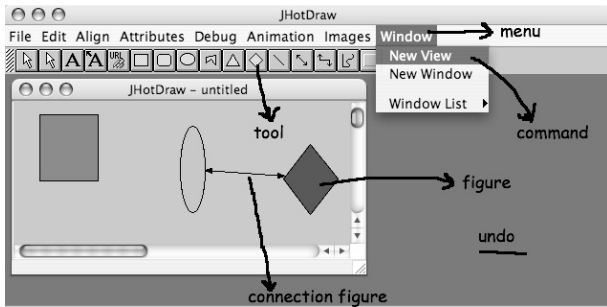 JHotDraw
File Edit Align Attributes Debug Animation Images Window
menu
A A URL
New View
New Window
Window List
command
JHotDraw - untitled
tool
figure
undo
connection figure